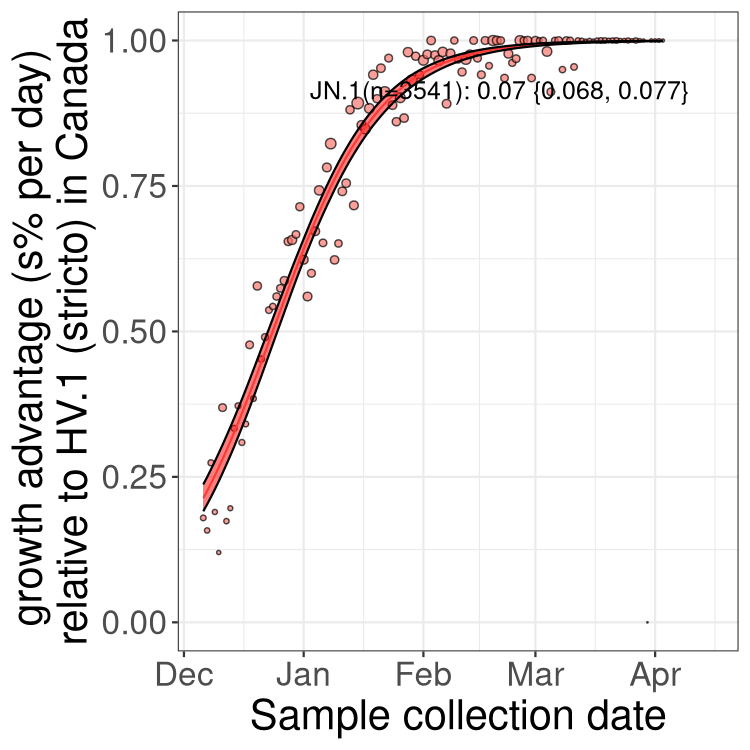 growth advantage (s% per day)
relative to HV.1 (stricto) in Canada
1.00
JN.1(n=3541): 0.07 {0.068, 0.077}
0.75
0.50
0.25
0.00
Dec Jan Feb Mar Apr
Sample collection date